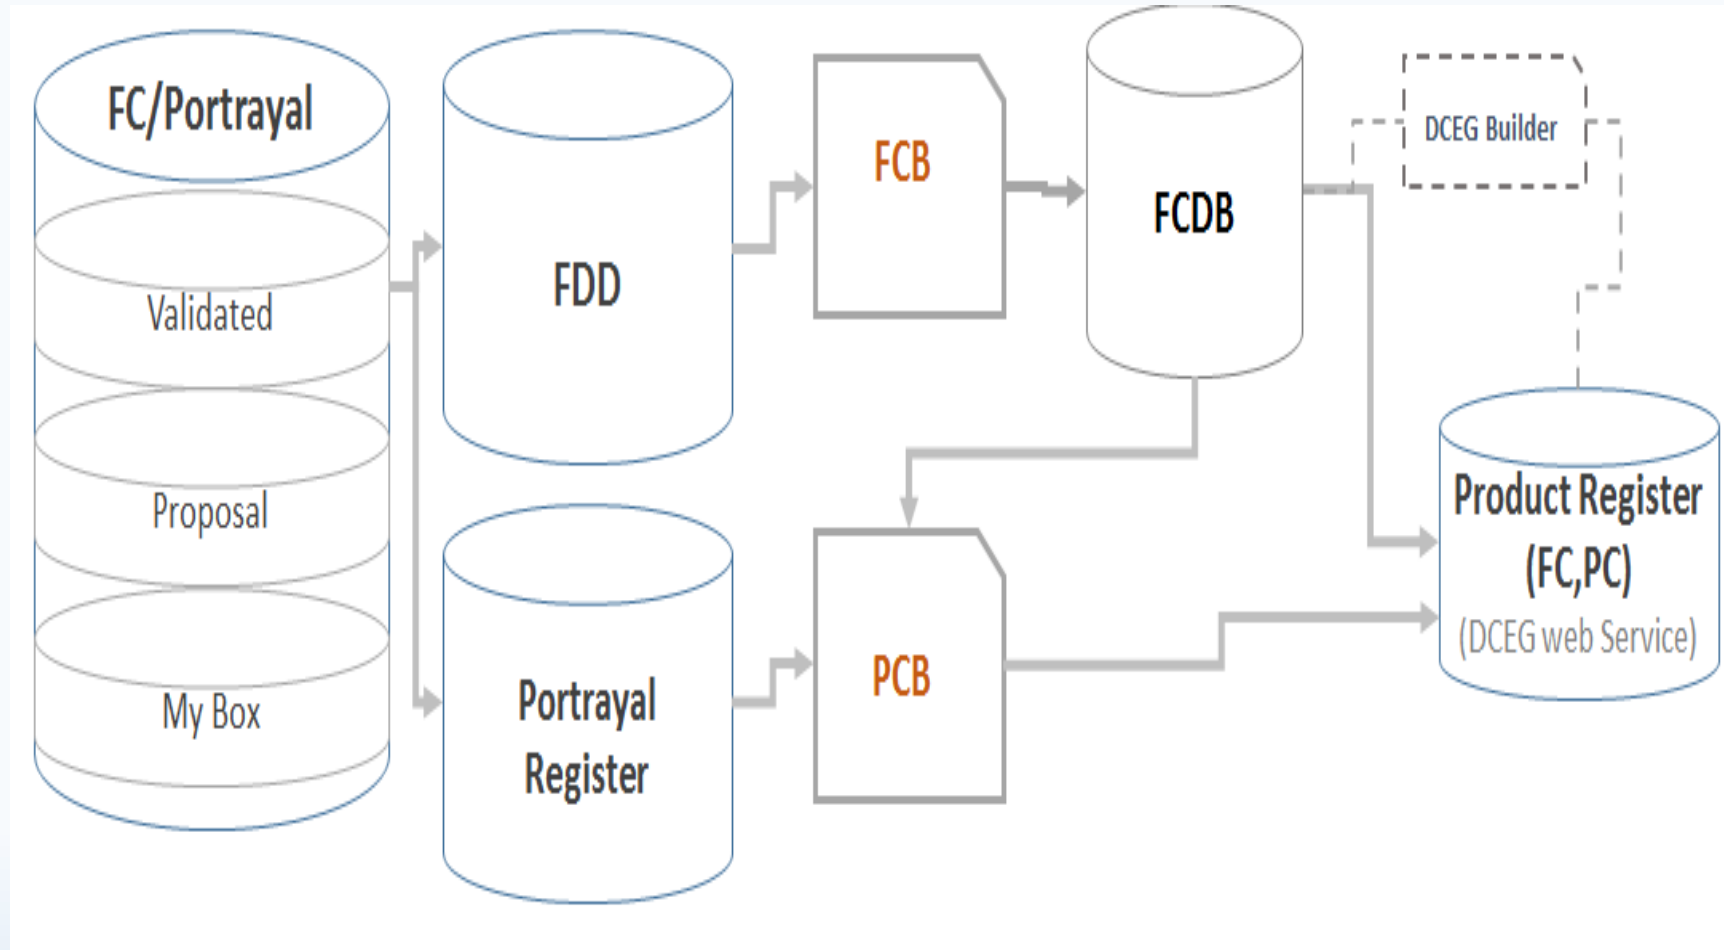 FC/Portrayal
Validated
Proposal
My Box
FDD
Portrayal
Register
FCB
PCB
FCDB
DCEG Builder
Product Register
(FC,PC)
(DCEG web Service)